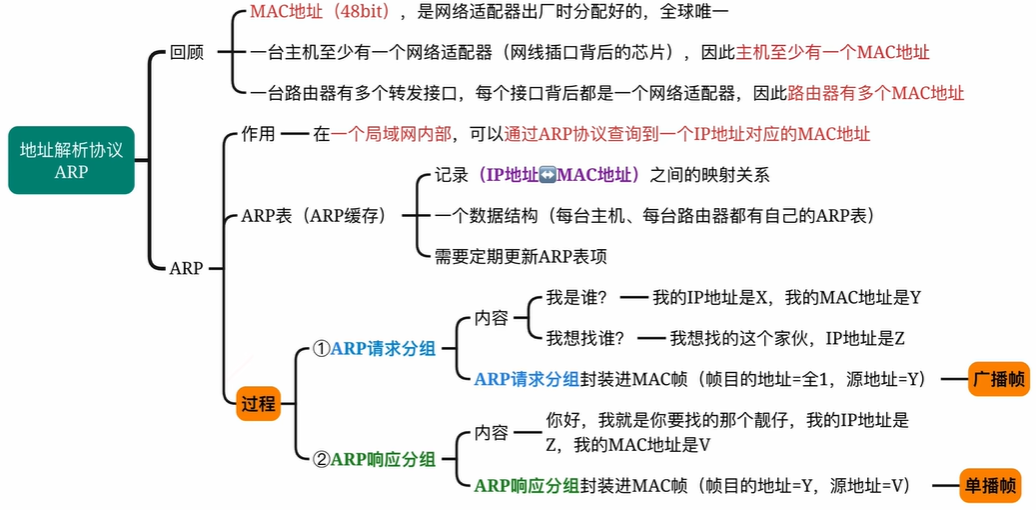 地址解析协议
ARP
回顾
MAC地址（48bit），是网络适配器出厂时分配好的，全球唯一
一台主机至少有一个网络适配器（网线插口背后的芯片），因此主机至少有一个MAC地址
一台路由器有多个转发接口，每个接口背后都是一个网络适配器，因此路由器有多个MAC地址
ARP
作用
在一个局域网内部，可以通过ARP协议查询到一个IP地址对应的MAC地址
ARP表（ARP缓存）
记录（IP地址↔️MAC地址）之间的映射关系
一个数据结构（每台主机、每台路由器都有自己的ARP表）
需要定期更新ARP表项
过程
①ARP请求分组
内容
我是谁？
我的IP地址是X，我的MAC地址是Y
我想找谁？
我想找的这个家伙，IP地址是Z
ARP请求分组封装进MAC帧（帧目的地址=全1，源地址=Y）
广播帧
②ARP响应分组
内容
你好，我就是你要找的那个靓仔，我的IP地址是
Z，我的MAC地址是V
ARP响应分组封装进MAC帧（帧目的地址=Y，源地址=V）
单播帧